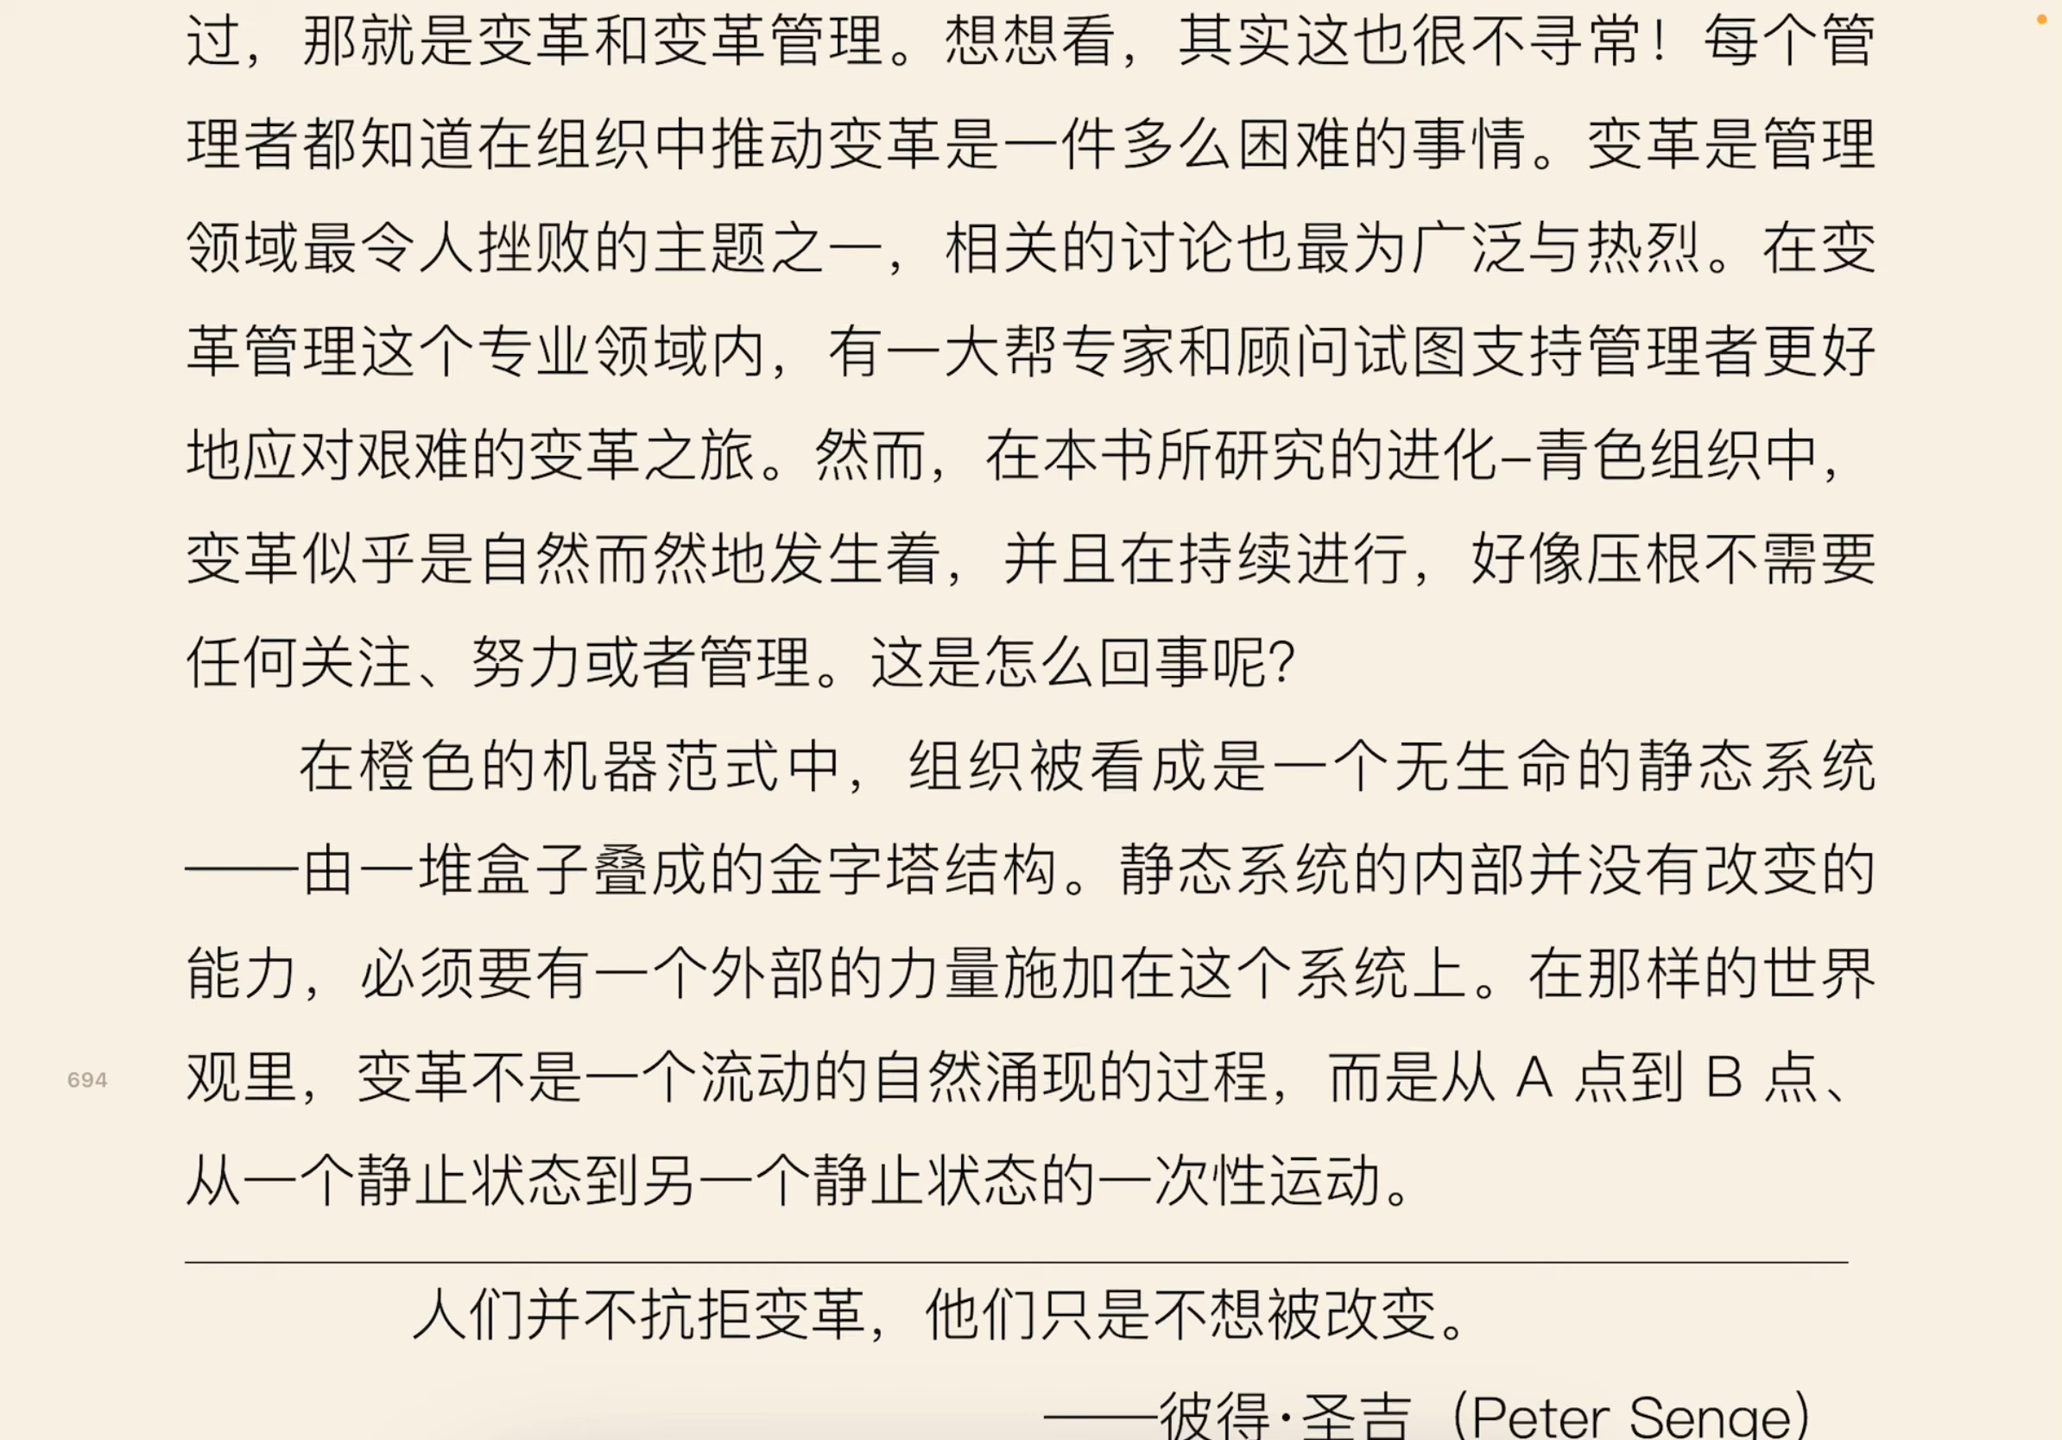 过，那就是变革和变革管理。想想看，其实这也很不寻常！每个管
理者都知道在组织中推动变革是一件多么困难的事情。变革是管理
领域最令人挫败的主题之一，相关的讨论也最为广泛与热烈。在变
革管理这个专业领域内，有一大帮专家和顾问试图支持管理者更好
地应对艰难的变革之旅。然而，在本书所研究的进化–青色组织中，
变革似乎是自然而然地发生着，并且在持续进行，好像压根不需要
任何关注、努力或者管理。这是怎么回事呢？
在橙色的机器范式中，组织被看成是一个无生命的静态系统
——由一堆盒子叠成的金字塔结构。静态系统的内部并没有改变的
能力，必须要有一个外部的力量施加在这个系统上。在那样的世界
观里，变革不是一个流动的自然涌现的过程，而是从 A 点到 B 点、
694
从一个静止状态到另一个静止状态的一次性运动。
人们并不抗拒变革，他们只是不想被改变。
——彼得·圣吉（Peter Senge）